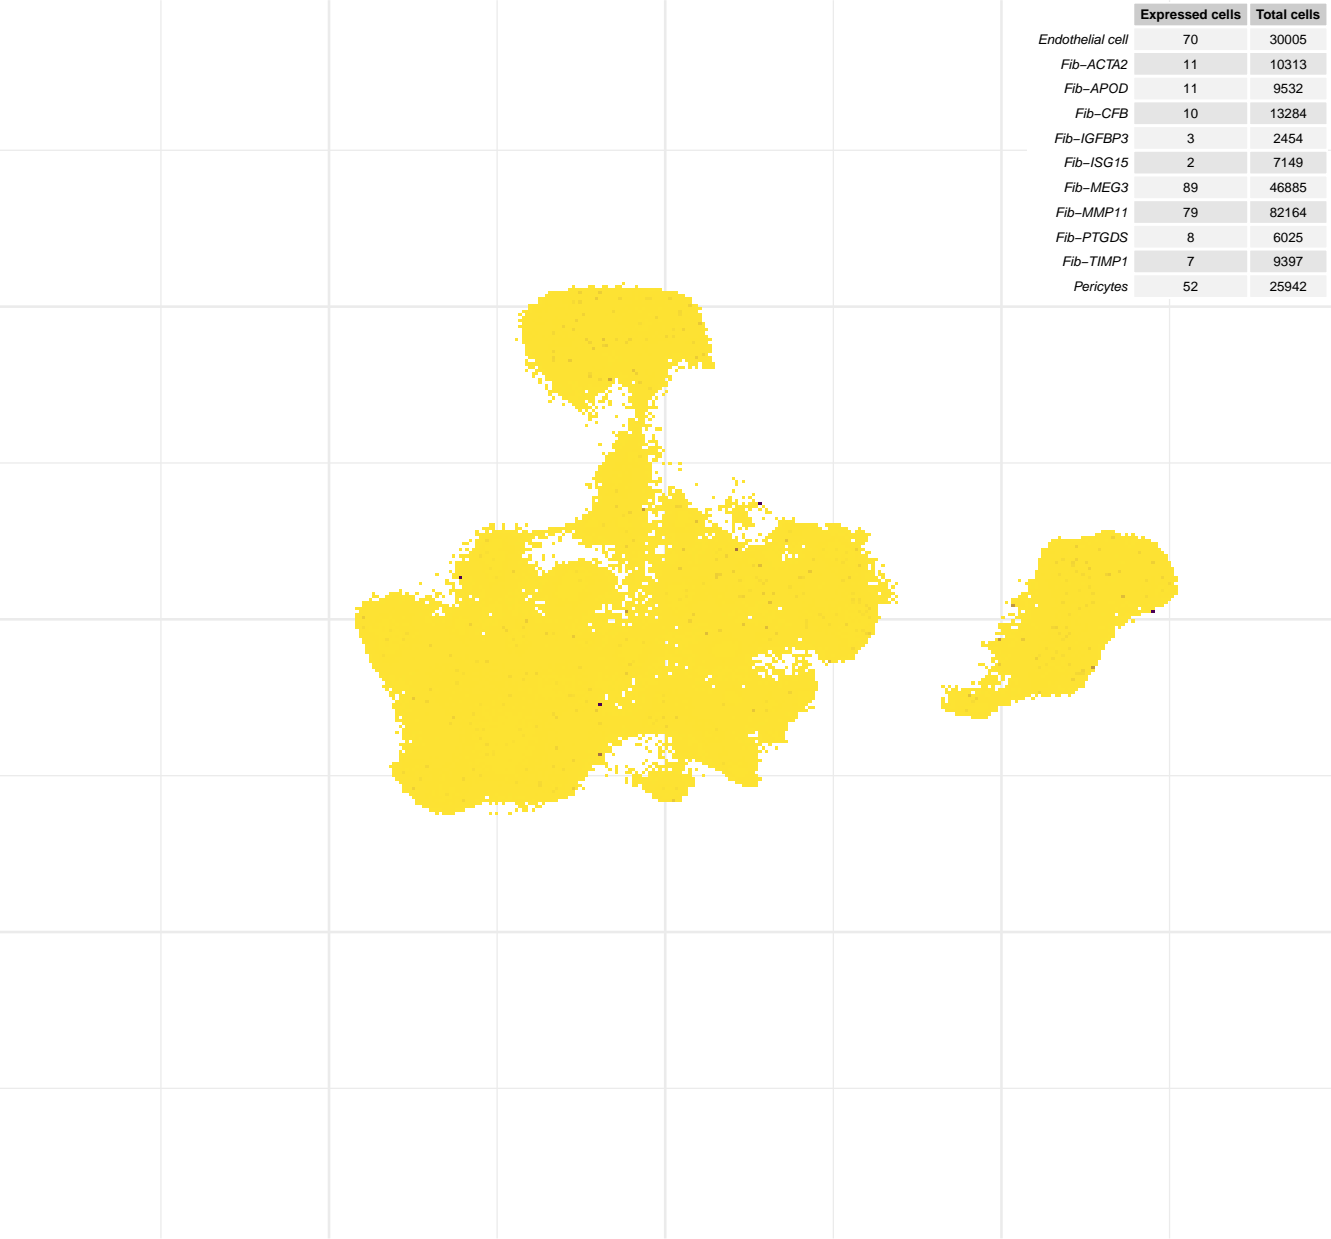 Expressed cells Total cells
Endothelial cell 70 30005
Fib−ACTA2 11 10313
Fib−APOD 11 9532
Fib−CFB 10 13284
Fib−IGFBP3 3 2454
Fib−ISG15 2 7149
Fib−MEG3 89 46885
Fib−MMP11 79 82164
Fib−PTGDS 8 6025
Fib−TIMP1 7 9397
Pericytes 52 25942